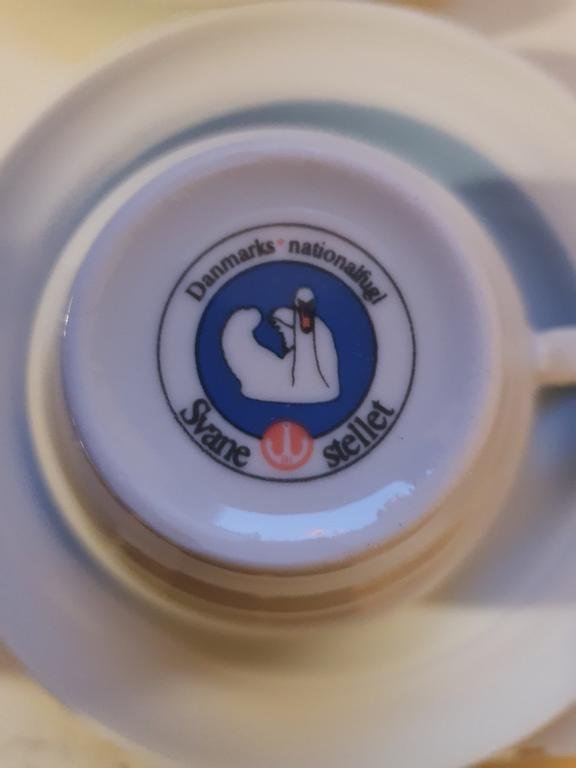 Danmarks nationalfugl
Svane stellet